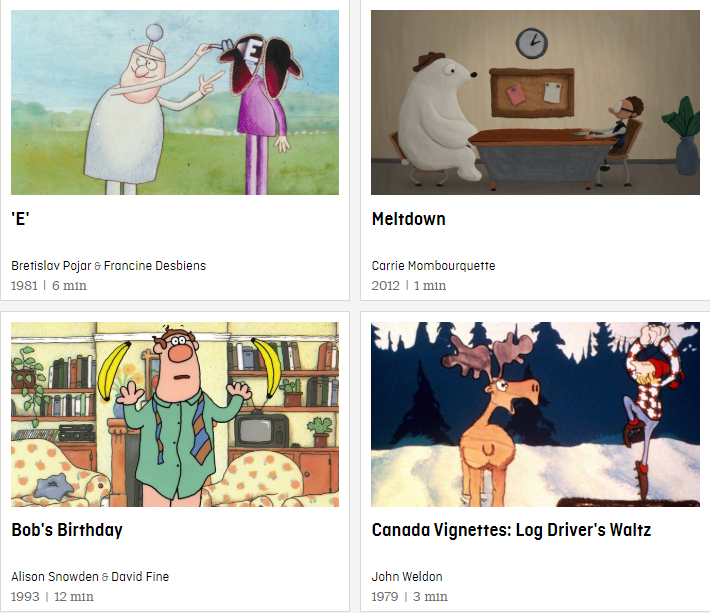 E
'E'
Bretislav Pojar & Francine Desbiens
1981 | 6 min
Meltdown
Carrie Mombourquette
2012 | 1 min
Bob's Birthday
Alison Snowden & David Fine
1993 | 12 min
Canada Vignettes: Log Driver's Waltz
John Weldon
1979 | 3 min